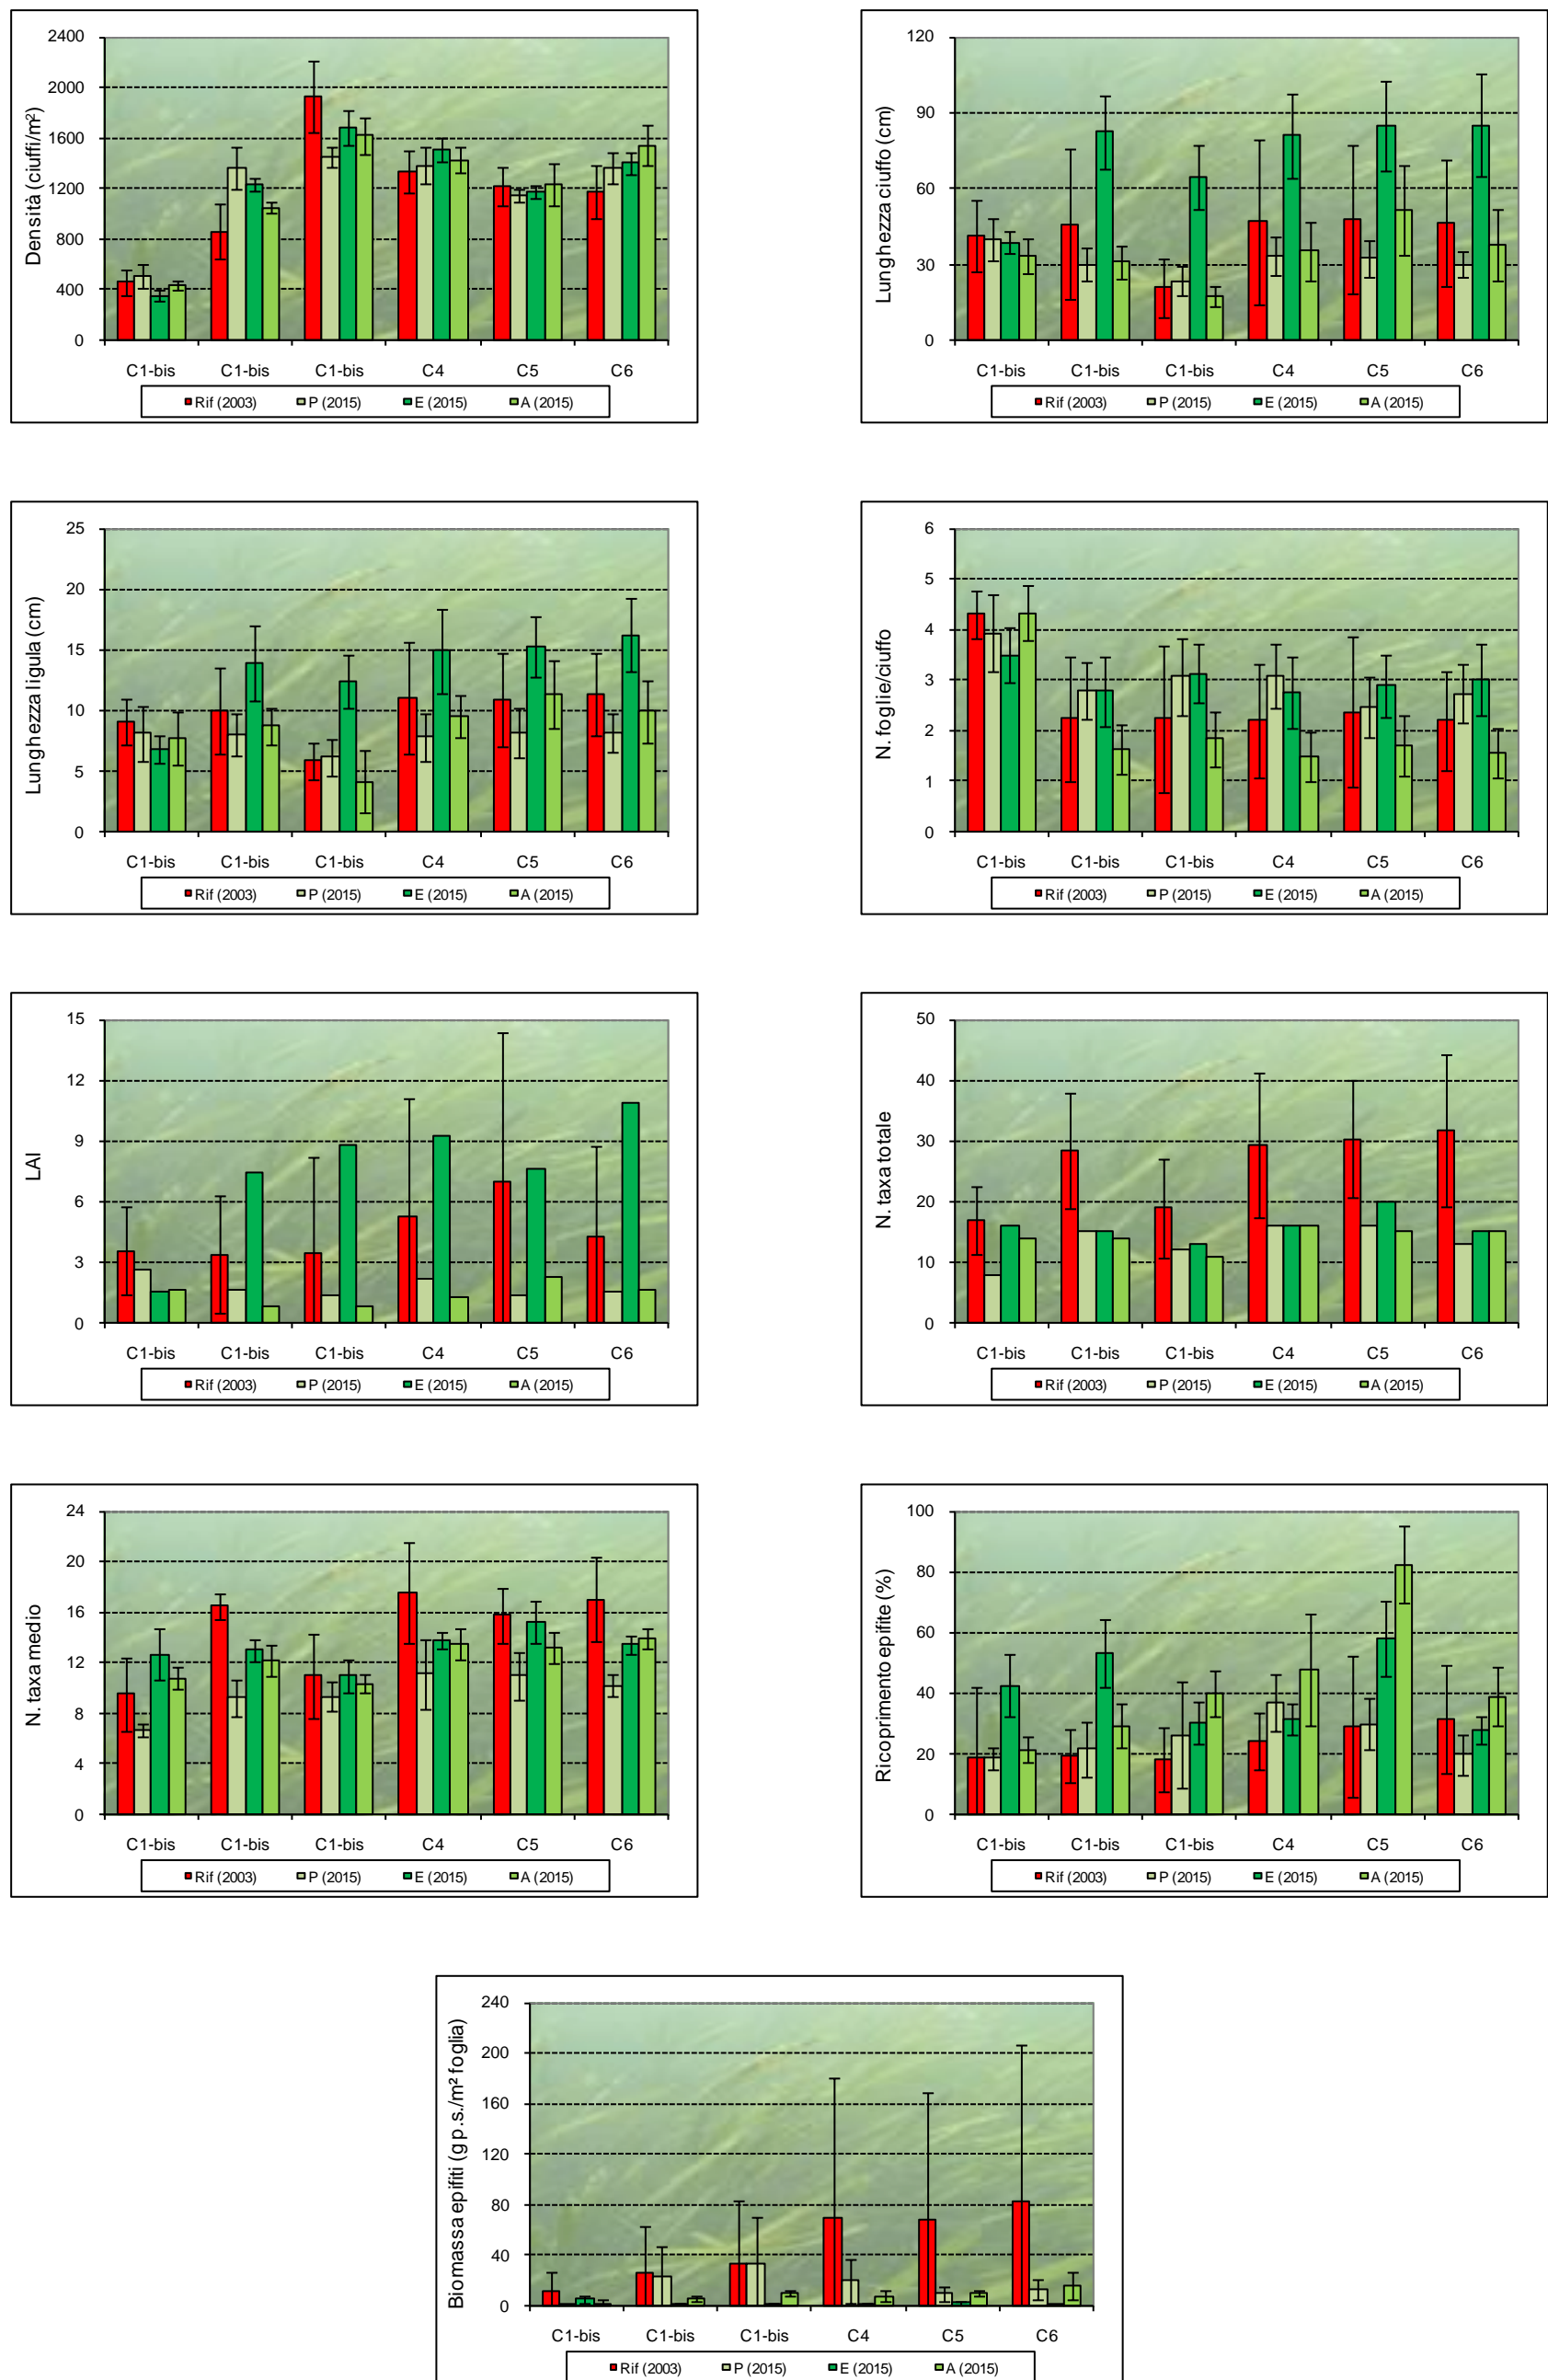 Densità (ciuffi/m²)
2400
2000
1600
1200
800
400
0
C1-bis C1-bis C1-bis C4 C5 C6
Rif (2003) P (2015) E (2015) A (2015)
Lunghezza ciuffo (cm)
120
90
60
30
0
C1-bis C1-bis C1-bis C4 C5 C6
Rif (2003) P (2015) E (2015) A (2015)
Lunghezza ligula (cm)
25
20
15
10
5
0
C1-bis C1-bis C1-bis C4 C5 C6
Rif (2003) P (2015) E (2015) A (2015)
N. foglie/ciuffo
6
5
4
3
2
1
0
C1-bis C1-bis C1-bis C4 C5 C6
Rif (2003) P (2015) E (2015) A (2015)
LAI
15
12
9
6
3
0
C1-bis C1-bis C1-bis C4 C5 C6
Rif (2003) P (2015) E (2015) A (2015)
N. taxa totale
50
40
30
20
10
0
C1-bis C1-bis C1-bis C4 C5 C6
Rif (2003) P (2015) E (2015) A (2015)
N. taxa medio
24
20
16
12
8
4
0
C1-bis C1-bis C1-bis C4 C5 C6
Rif (2003) P (2015) E (2015) A (2015)
Ricoprimento epifite (%)
100
80
60
40
20
0
C1-bis C1-bis C1-bis C4 C5 C6
Rif (2003) P (2015) E (2015) A (2015)
Biomassa epifiti (g p.s./m² foglia)
240
200
160
120
80
40
0
C1-bis C1-bis C1-bis C4 C5 C6
Rif (2003) P (2015) E (2015) A (2015)